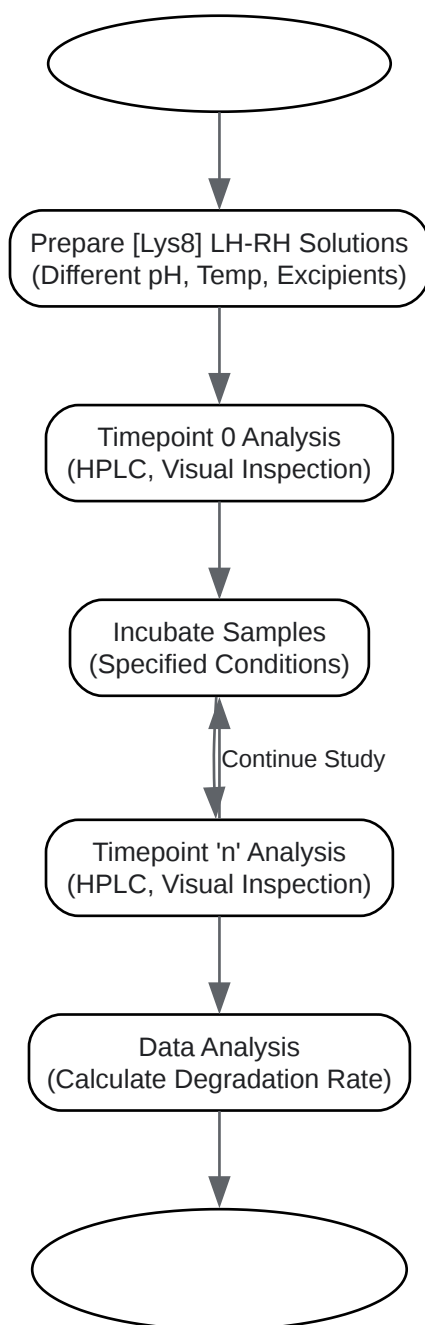 Prepare [Lys8] LH-RH Solutions
(Different pH, Temp, Excipients)
Timepoint 0 Analysis
(HPLC, Visual Inspection)
Incubate Samples
(Specified Conditions)
Continue Study
Timepoint 'n' Analysis
(HPLC, Visual Inspection)
Data Analysis
(Calculate Degradation Rate)